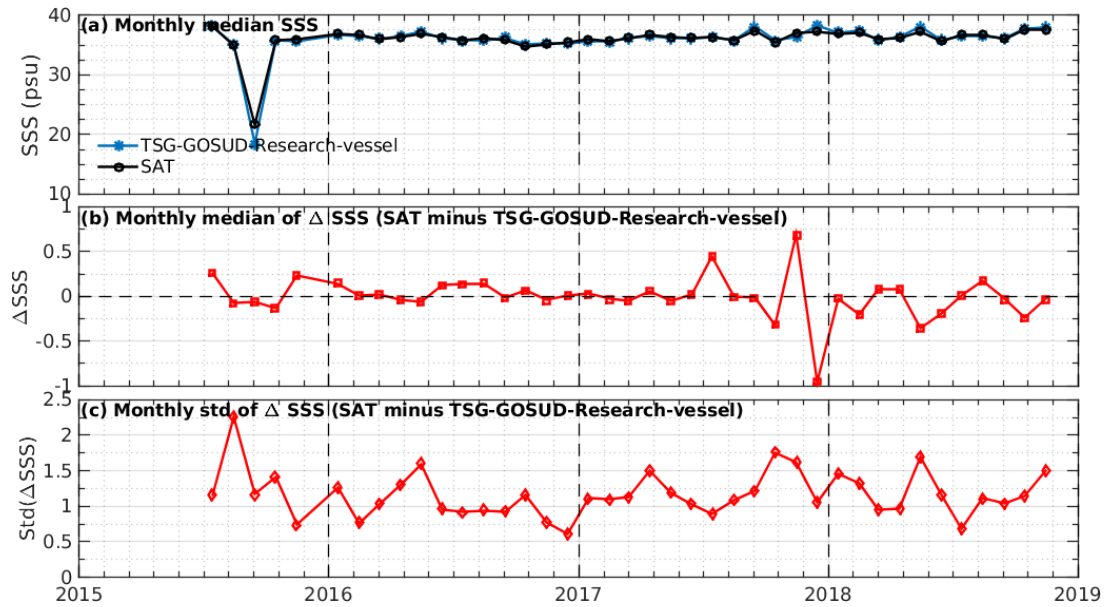 (a) Monthly median SSS
40
30
20
10
SSS (psu)
TSG-GOSUD-Research-vessel
SAT
(b) Monthly median of Δ SSS (SAT minus TSG-GOSUD-Research-vessel)
1
0.5
0
-0.5
-1
ΔSSS
(c) Monthly std of Δ SSS (SAT minus TSG-GOSUD-Research-vessel)
2.5
2
1.5
1
0.5
0
Std(ΔSSS)
2015 2016 2017 2018 2019